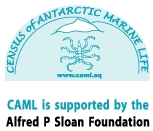 CENSUS OF ANTARCTIC MARINE LIFE
www.caml.aq
CAML is supported by the
Alfred P Sloan Foundation